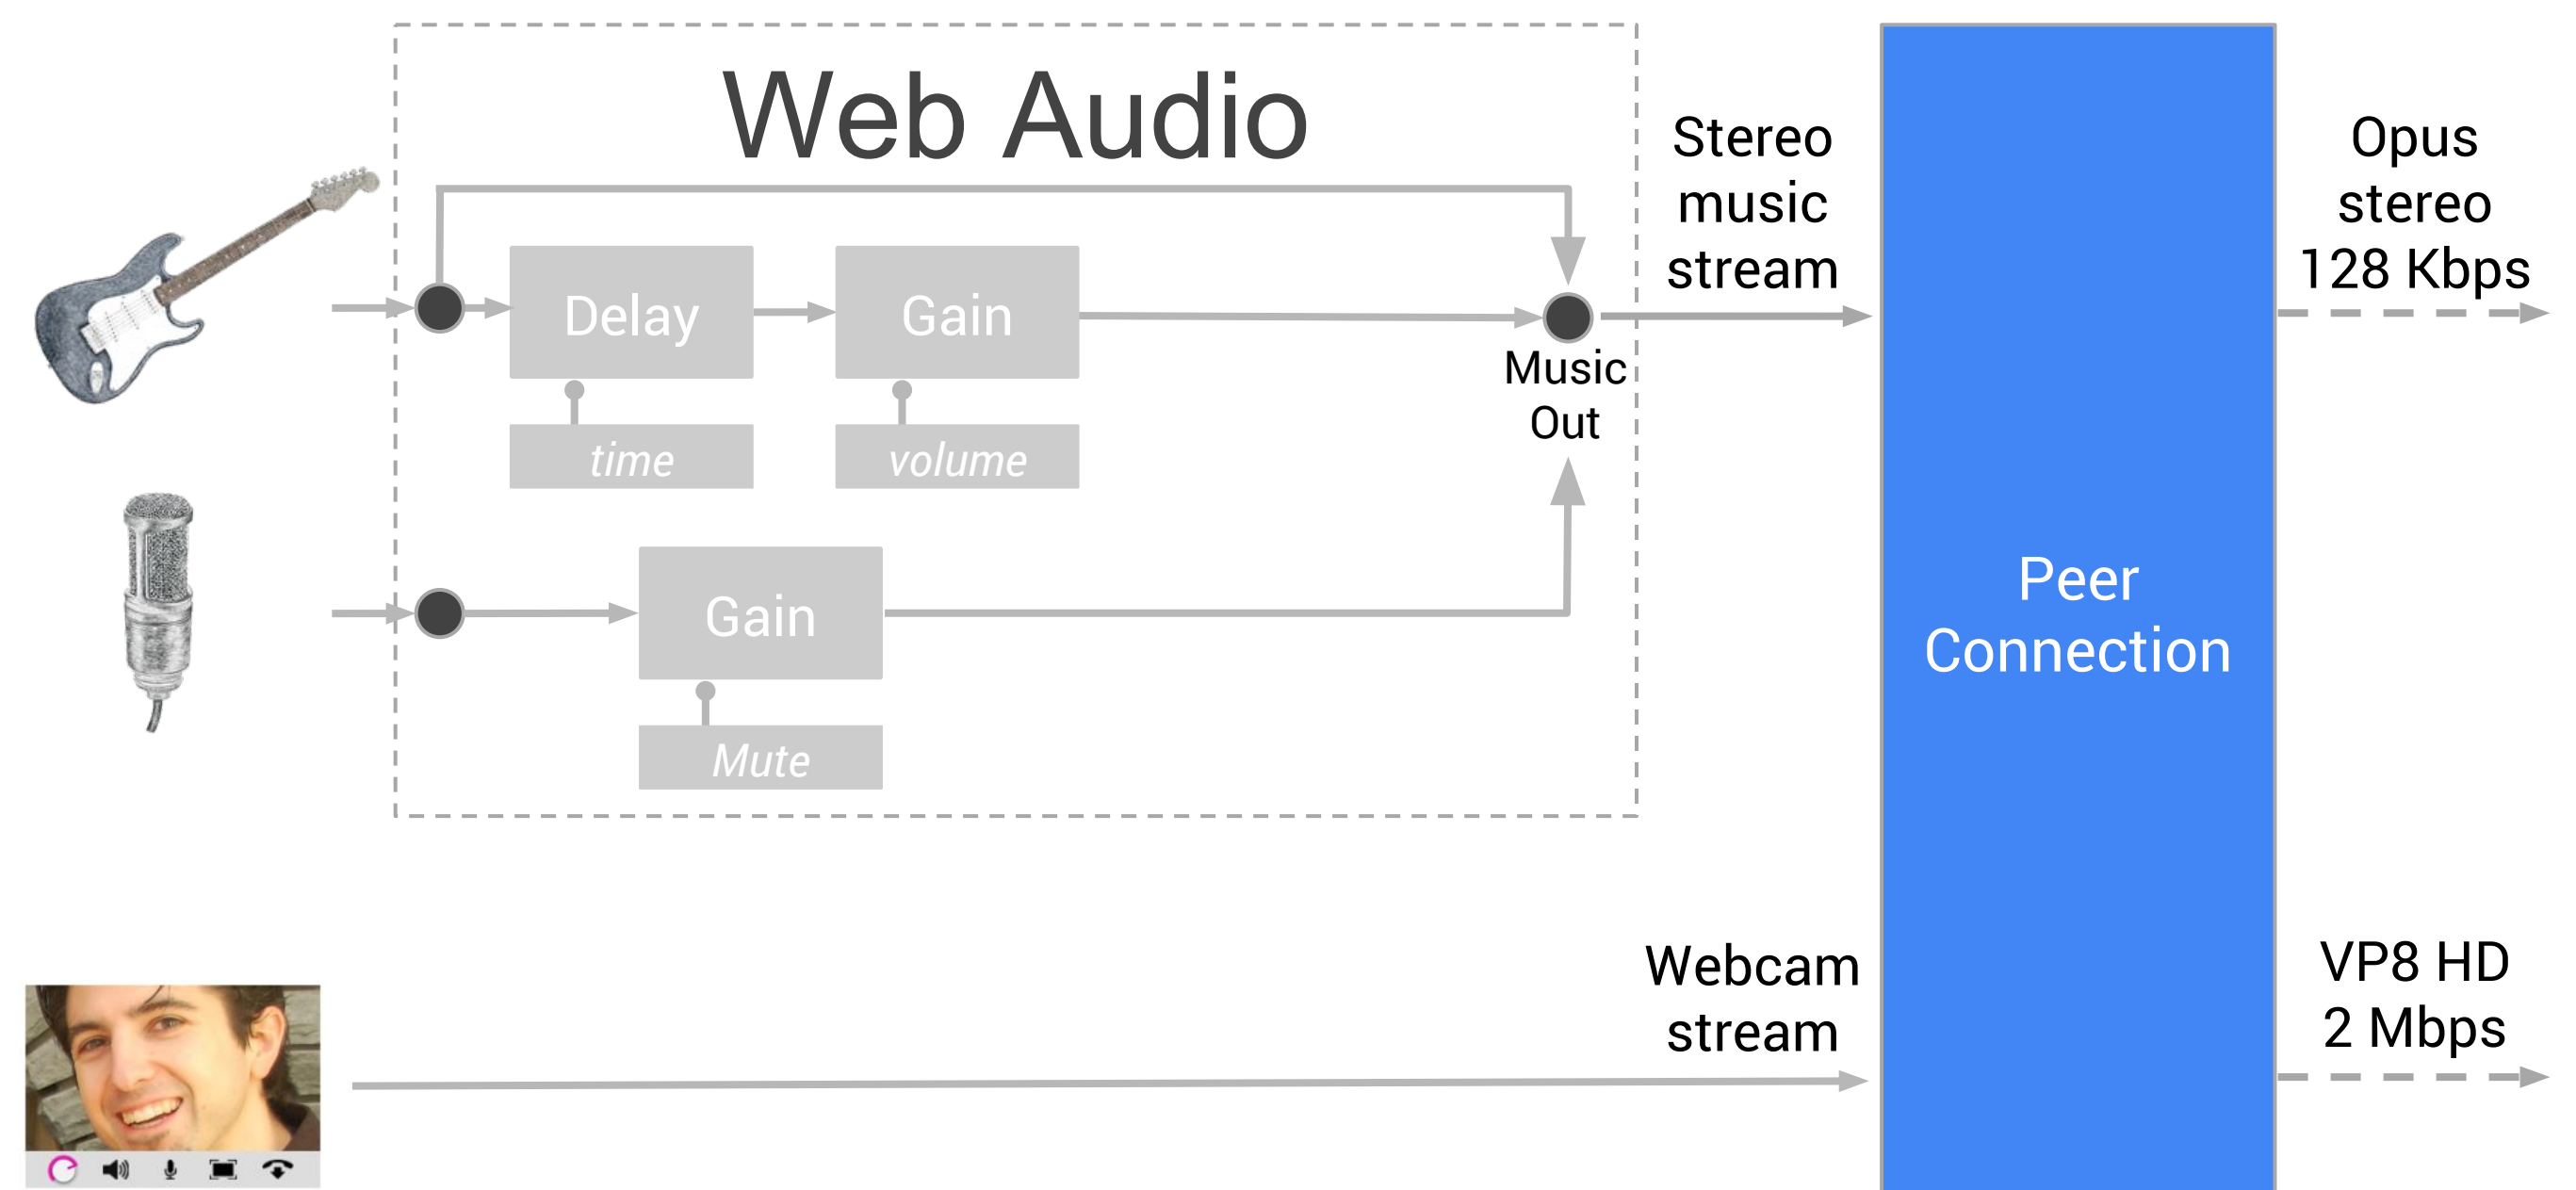 Web Audio
Stereo
music
stream
Opus
stereo
128 Kbps
Delay
Gain
Music
Out
time
volume
Gain
Mute
Peer
Connection
Webcam
stream
VP8 HD
2 Mbps